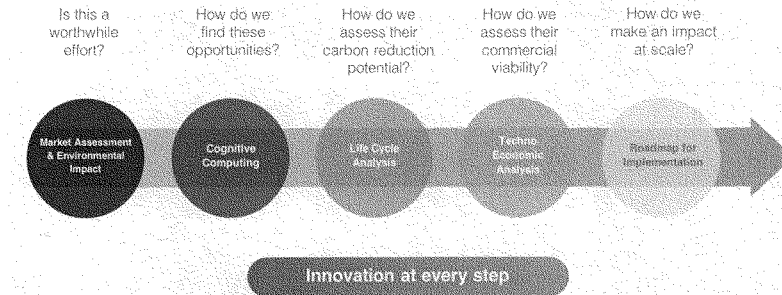 Is this a
worthwhile
effort?
How do we
find these
opportunities?
How do we
assess their
carbon reduction
potential?
How do we
assess their
commercial
viability?
How do we
make an impact
at scale?
Market Assessment
& Environmental
Impact
Cognitive
Computing
Life Cycle
Analysis
Techno
Economic
Analysis
Roadmap for
Implementation
Innovation at every step